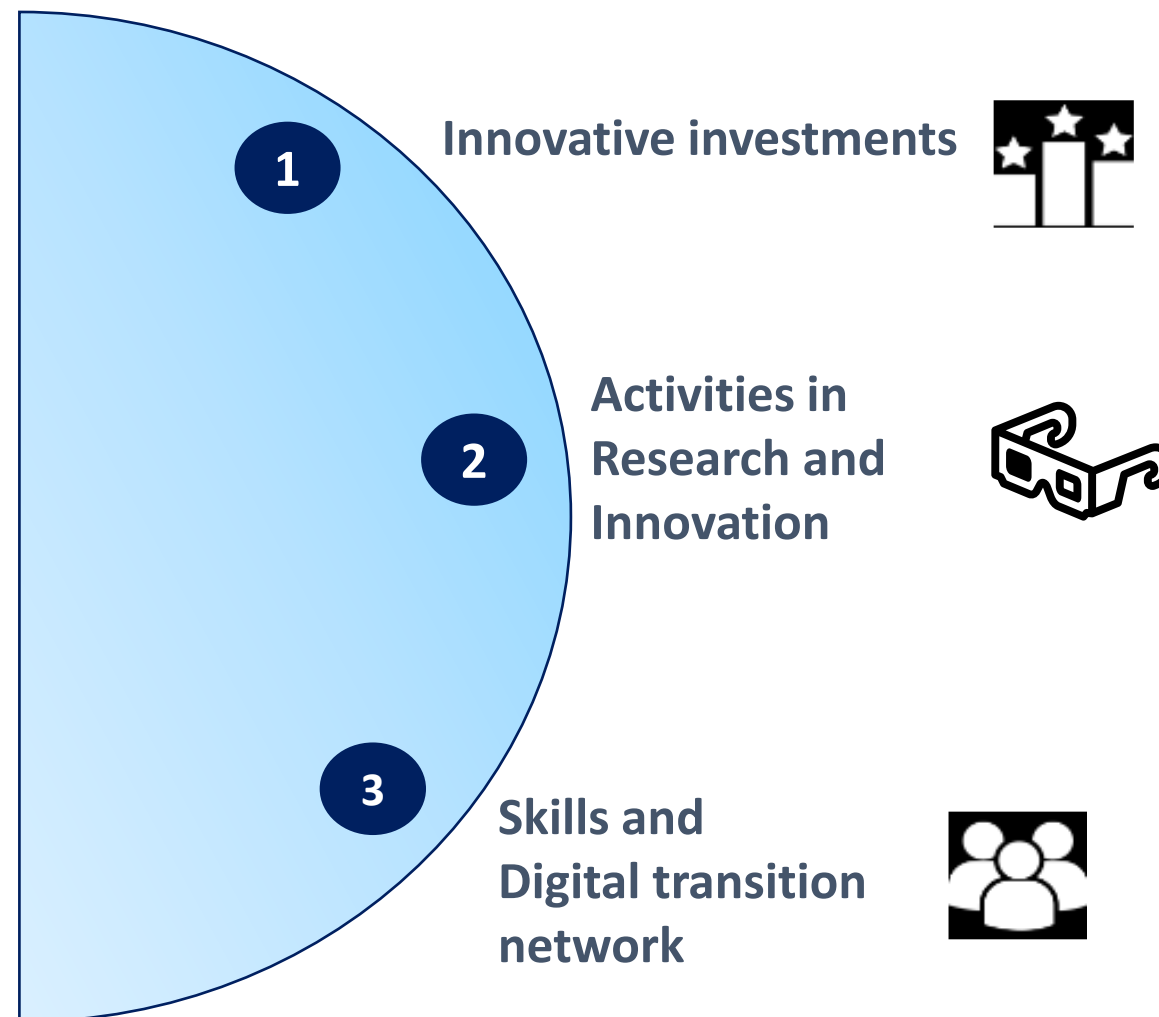 1
Innovative investments
2
Activities in
Research and
Innovation
3
Skills and
Digital transition
network